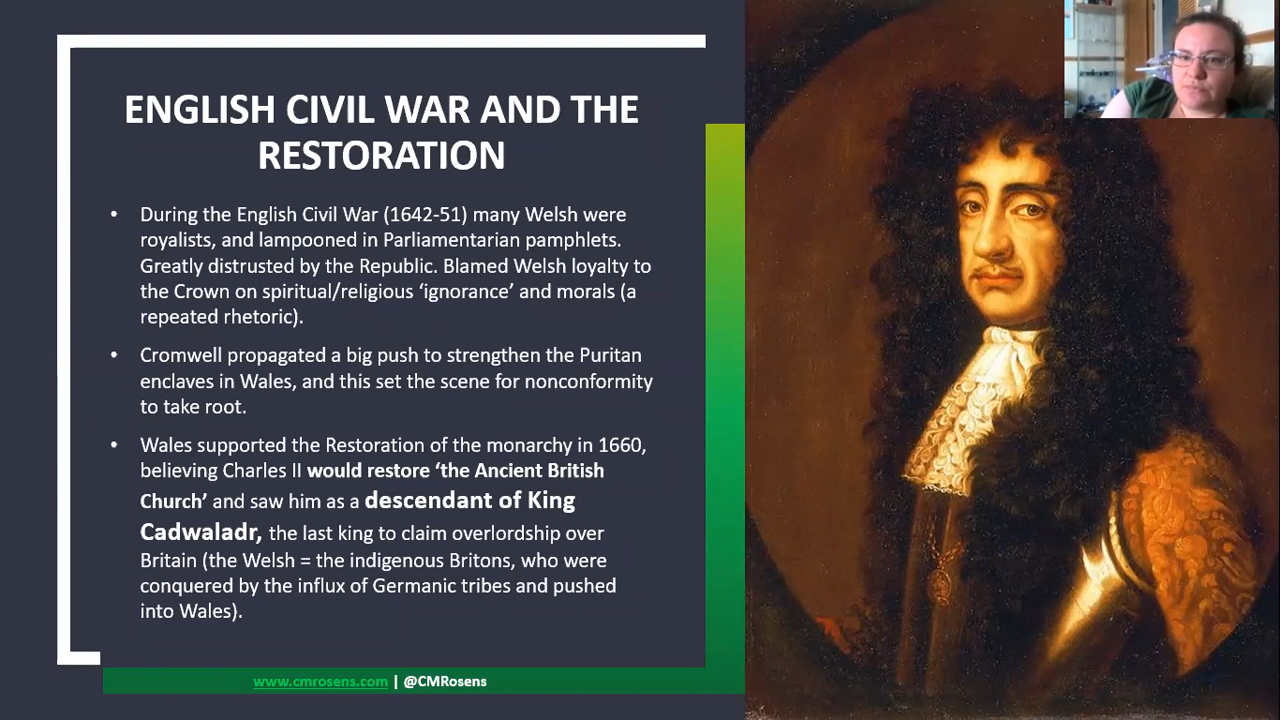 ENGLISH CIVIL WAR AND THE
RESTORATION
• During the English Civil War (1642-51) many Welsh were
royalists, and lampooned in Parliamentarian pamphlets.
Greatly distrusted by the Republic. Blamed Welsh loyalty to
the Crown on spiritual/religious ‘ignorance’ and morals (a
repeated rhetoric).
• Cromwell propagated a big push to strengthen the Puritan
enclaves in Wales, and this set the scene for nonconformity
to take root.
• Wales supported the Restoration of the monarchy in 1660,
believing Charles II would restore ‘the Ancient British
Church’ and saw him as a descendant of King
Cadwaladr, the last king to claim overlordship over
Britain (the Welsh = the indigenous Britons, who were
conquered by the influx of Germanic tribes and pushed
into Wales).
www.cmrosens.com | @CMRosens